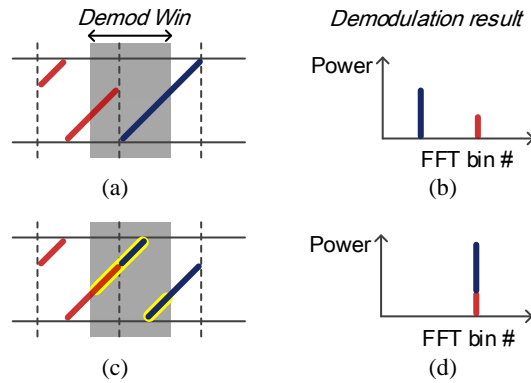 Demod Win
Demodulation result
Power
FFT bin #
(a)
(b)
Power
FFT bin #
(c)
(d)